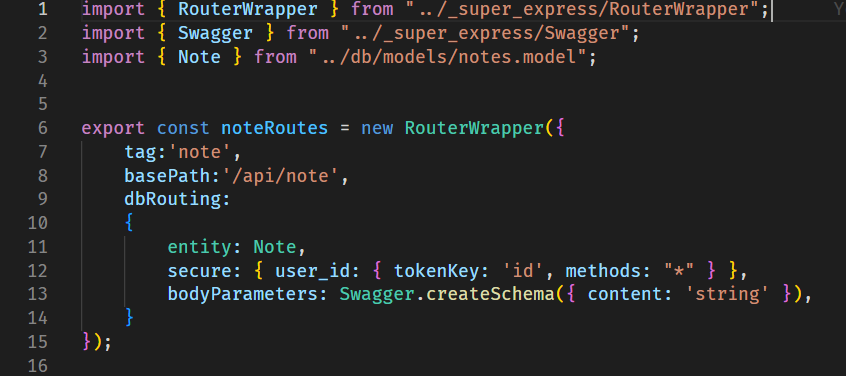 1 import { RouterWrapper } from "../_super_express/RouterWrapper"; Y
2 import { Swagger } from "../_super_express/Swagger";
3 import { Note } from "../db/models/notes.model";
4
5
6 export const noteRoutes = new RouterWrapper({
7     tag:'note',
8     basePath:'/api/note',
9     dbRouting:
10     {
11         entity: Note,
12         secure: { user_id: { tokenKey: 'id', methods: "*" } },
13         bodyParameters: Swagger.createSchema({ content: 'string' }),
14     }
15 });
16